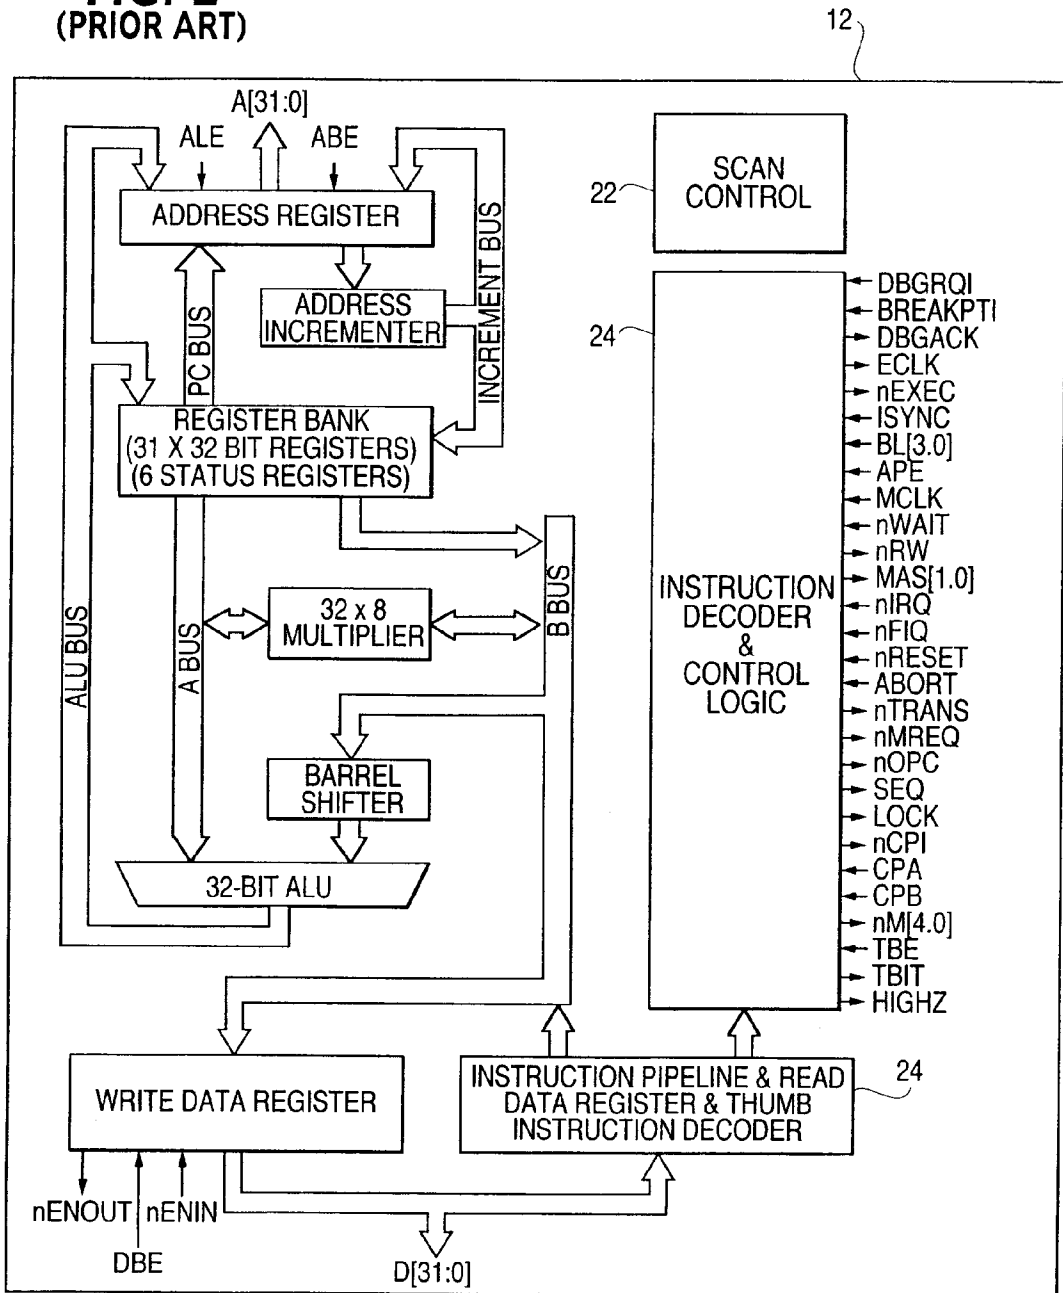 (PRIOR ART)
12
A[31:0]
ALE
ABE
ADDRESS REGISTER
PC BUS
ADDRESS
INCREMENTER
INCREMENT BUS
REGISTER BANK
(31 X 32 BIT REGISTERS)
(6 STATUS REGISTERS)
ALU BUS
A BUS
32 x 8
MULTIPLIER
B BUS
BARREL
SHIFTER
32-BIT ALU
WRITE DATA REGISTER
nENOUT
nENIN
DBE
D[31:0]
INSTRUCTION PIPELINE & READ
DATA REGISTER & THUMB
INSTRUCTION DECODER
24
22
SCAN
CONTROL
24
INSTRUCTION
DECODER
&
CONTROL
LOGIC
DBGRQI
BREAKPTI
DBGACK
ECLK
nEXEC
ISYNC
BL[3.0]
APE
MCLK
nWAIT
nRW
MAS[1.0]
nIRQ
nFIQ
nRESET
ABORT
nTRANS
nMREQ
nOPC
SEQ
LOCK
nCPI
CPA
CPB
nM[4.0]
TBE
TBIT
HIGHZ